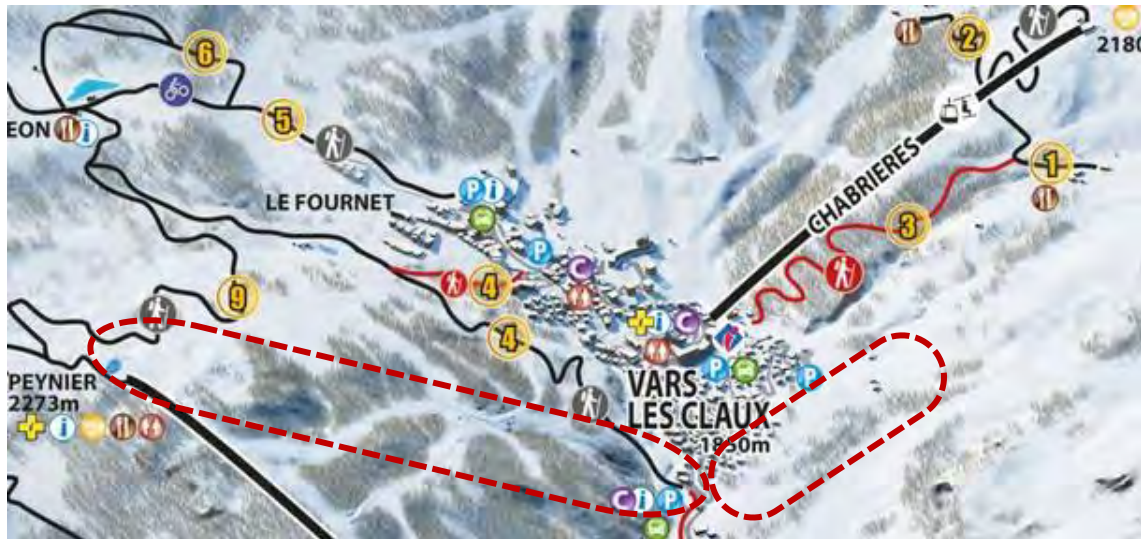 6
2
2180
5
EON
i
1
P i
LE FOURNET
CHABRIERES
P
3
C
4
9
4
i C
P
P
PEYNIER
2273m
i
VARS
LES CLAUX
1850m
C i P